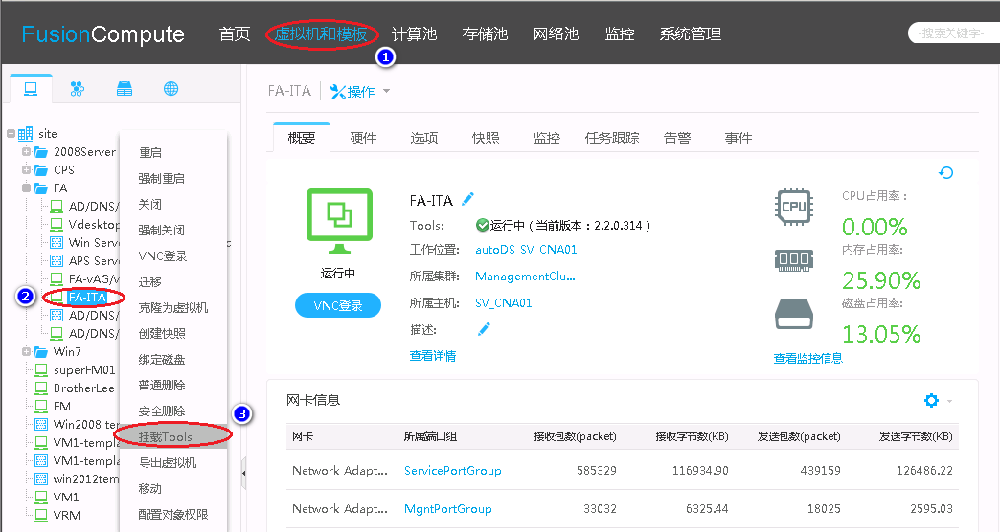 FusionCompute 首页 虚拟机和模板 计算池 存储池 网络池 监控 系统管理 -搜索关键字-
1
FA-ITA 操作
site
2008Server
CPS
FA
AD/DNS/
Vdesktop
Win Serve
c
APS Serv
FA-vAG/v
2
FA-ITA
AD/DNS/
AD/DNS/
Win7
superFM01
BrotherLee
FM
Win2008 tem
VM1-templa
VM1-templa
win2012tem
VM1
VRM
重启
强制重启
关闭
强制关闭
VNC登录
迁移
克隆为虚拟机
创建快照
绑定磁盘
普通删除
安全删除
3
挂载Tools
导出虚拟机
移动
配置对象权限
概要 硬件 选项 快照 监控 任务跟踪 告警 事件
运行中
VNC登录
FA-ITA
Tools: 运行中 ( 当前版本 : 2.2.0.314 )
工作位置: autoDS_SV_CNA01
所属集群: ManagementClu...
所属主机: SV_CNA01
描述:
查看详情
CPU
CPU占用率 :
0.00%
内存占用率:
25.90%
磁盘占用率:
13.05%
查看监控信息
网卡信息
网卡 所属端口组 接收包数(packet) 接收字节数(KB) 发送包数(packet) 发送字节数(KB)
Network Adapt... ServicePortGroup 585329 116934.90 439159 126486.22
Network Adapt... MgntPortGroup 33032 6325.44 18025 2595.03